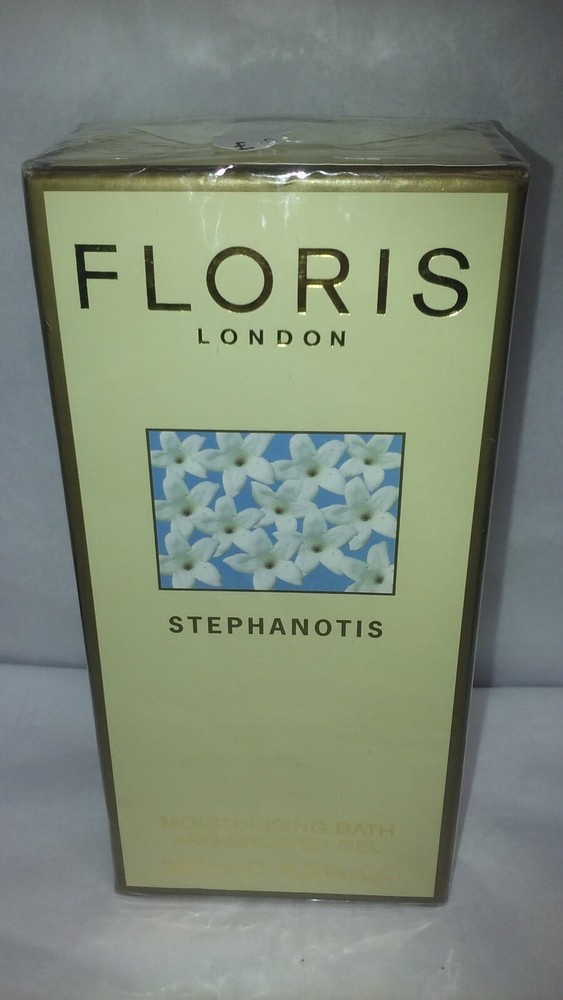 FLORIS
LONDON
STEPHANOTIS
MOISTURISING BATH
AND SHOWER GEL